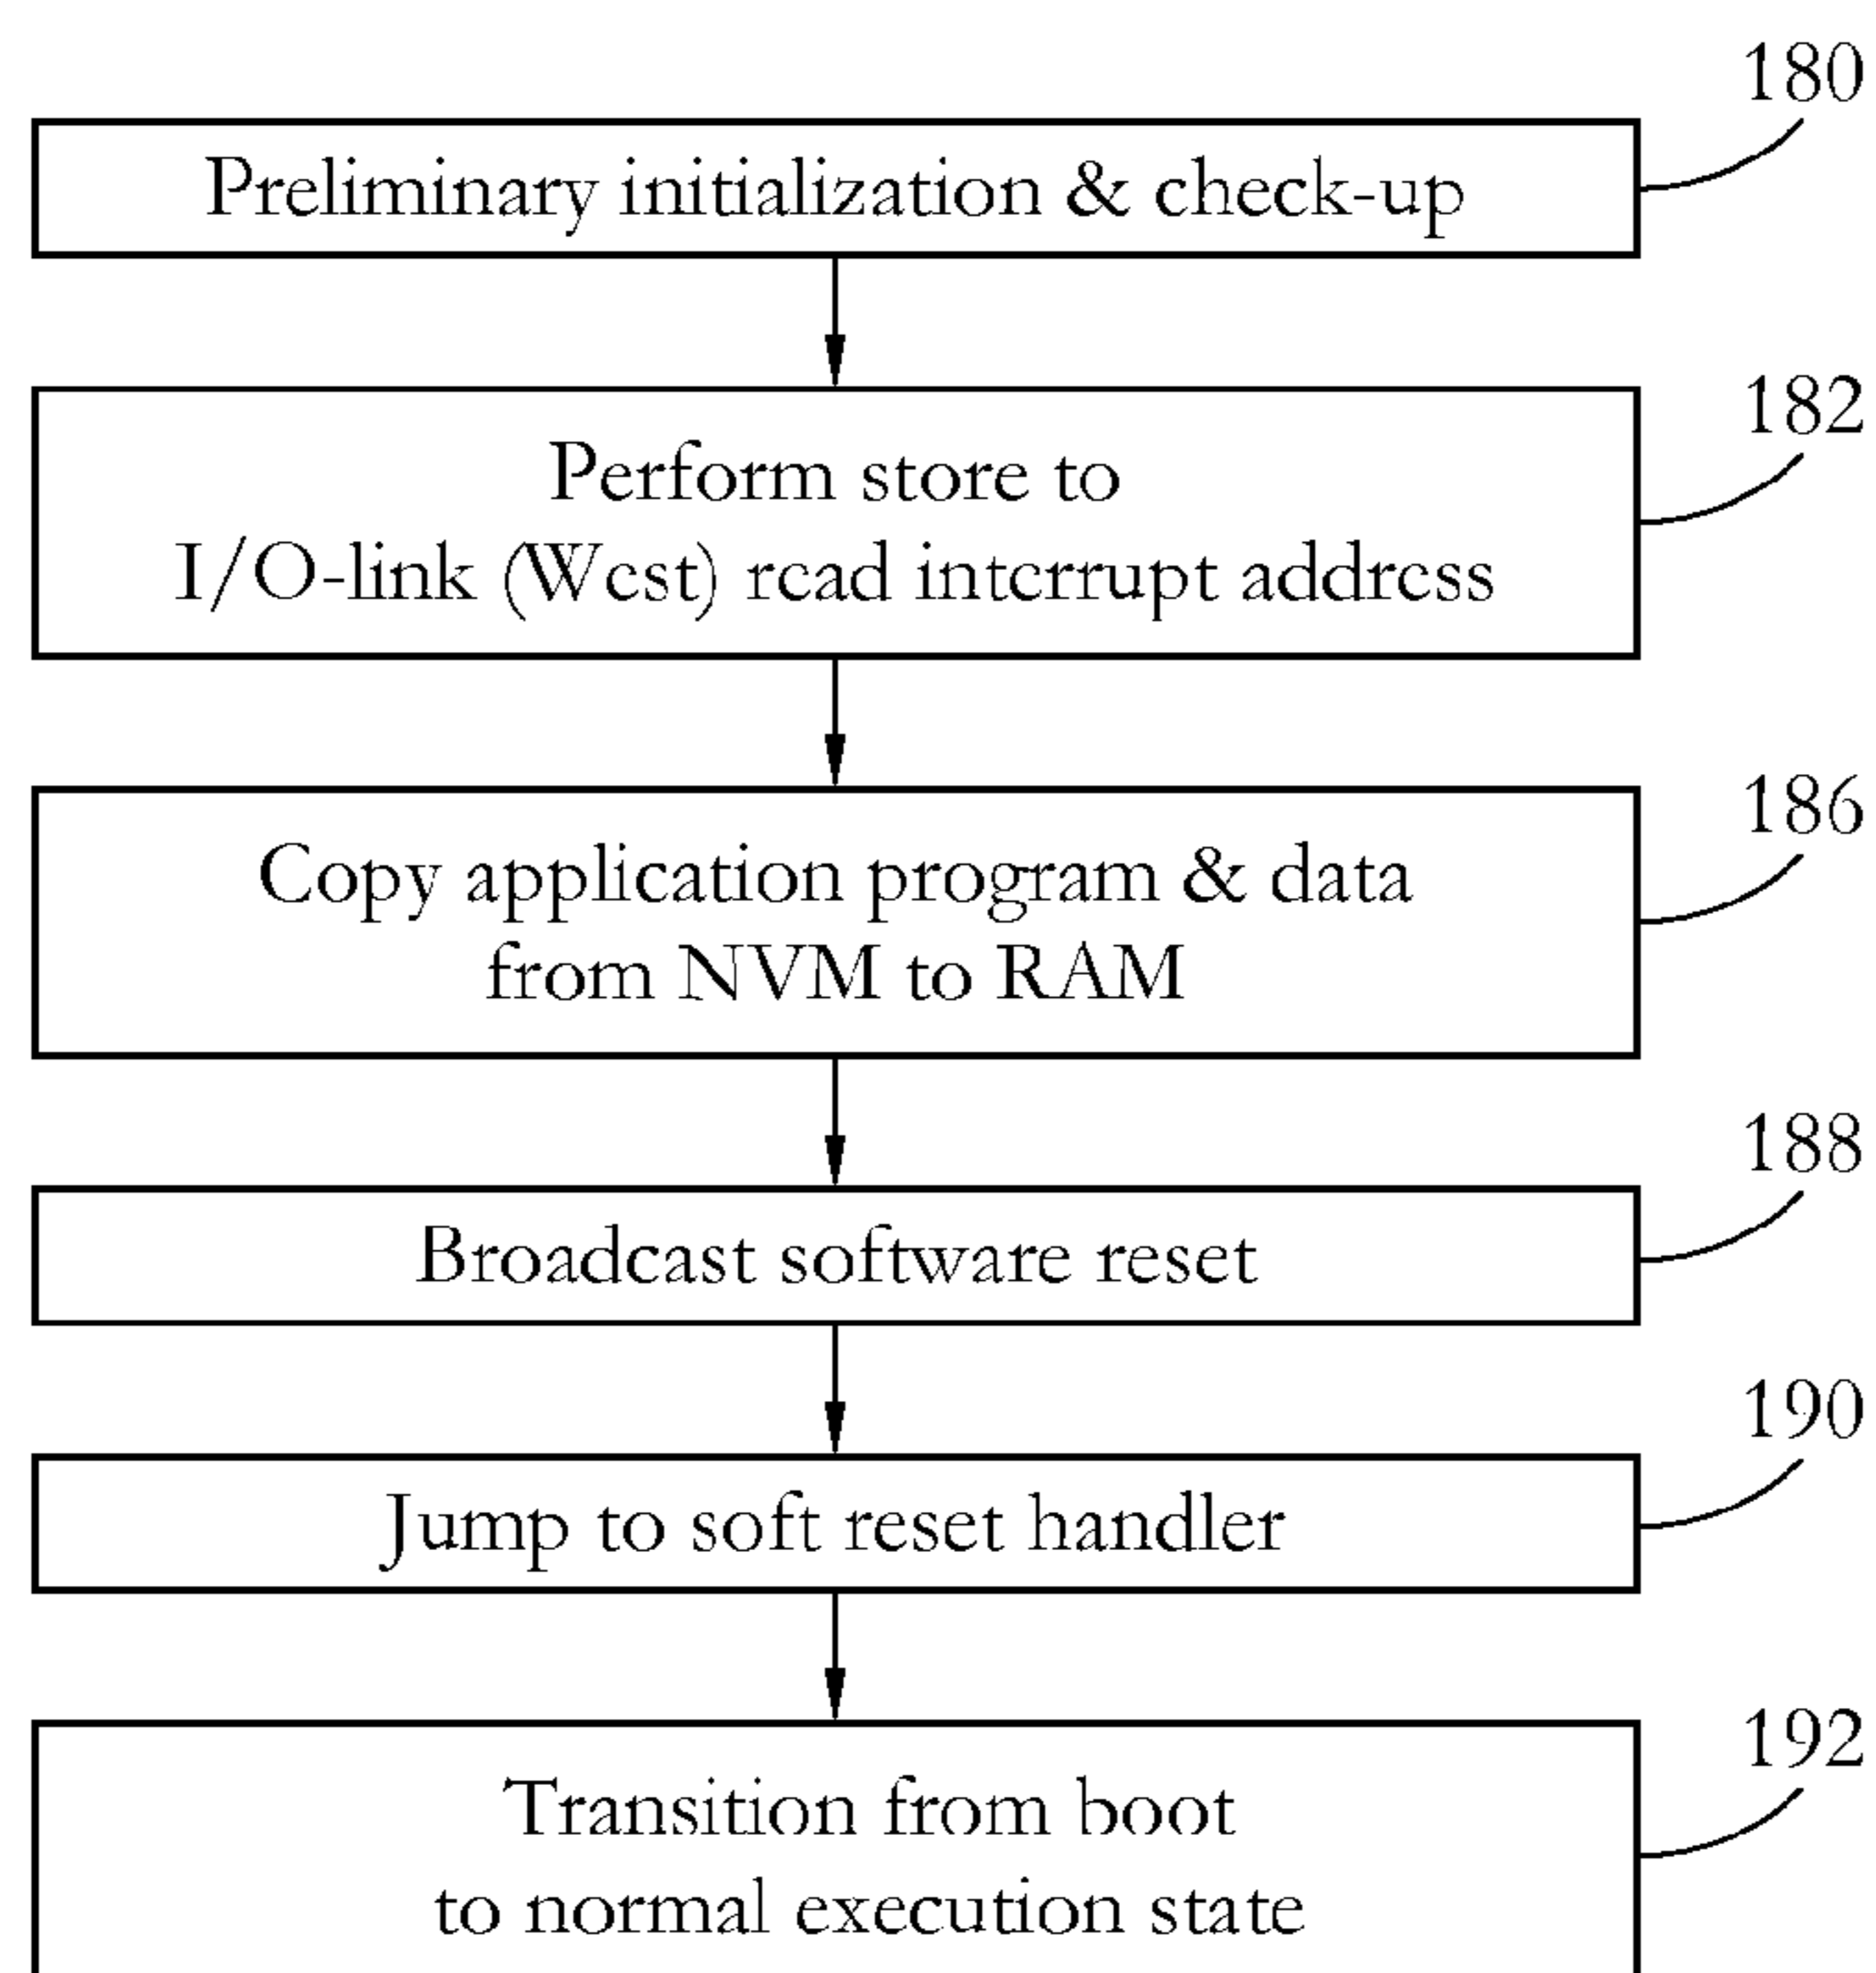 180
Preliminary initialization & check-up
182
Perform store to
I/O-link (West) read interrupt address
186
Copy application program & data
from NVM to RAM
188
Broadcast software reset
190
Jump to soft reset handler
192
Transition from boot
to normal execution state